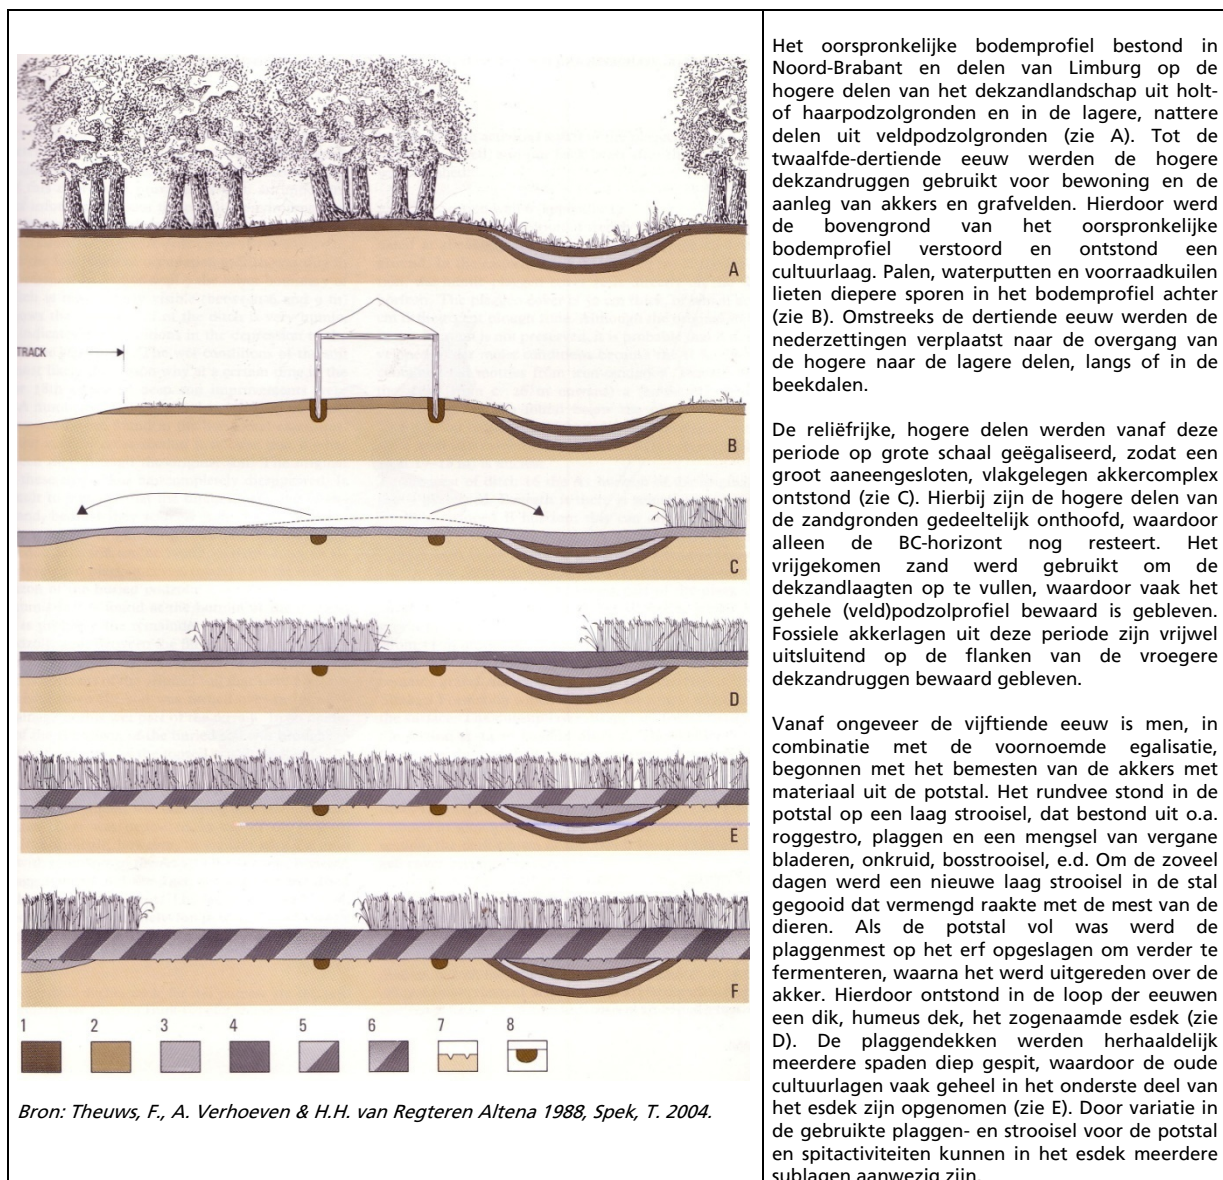 TRACK
A
B
C
D
E
F
1 2 3 4 5 6 7 8
Bron: Theuws, F., A. Verhoeven & H.H. van Regteren Altena 1988, Spek, T. 2004.
Het oorspronkelijke bodemprofiel bestond in
Noord-Brabant en delen van Limburg op de
hogere delen van het dekzandlandschap uit holt-
of haarpodzolgronden en in de lagere, nattere
delen uit veldpodzolgronden (zie A). Tot de
twaalfde-dertiende eeuw werden de hogere
dekzandruggen gebruikt voor bewoning en de
aanleg van akkers en grafvelden. Hierdoor werd
de bovengrond van het oorspronkelijke
bodemprofiel verstoord en ontstond een
cultuurlaag. Palen, waterputten en voorraadkuilen
lieten diepere sporen in het bodemprofiel achter
(zie B). Omstreeks de dertiende eeuw werden de
nederzettingen verplaatst naar de overgang van
de hogere naar de lagere delen, langs of in de
beekdalen.
De reliëfrijke, hogere delen werden vanaf deze
periode op grote schaal geëgaliseerd, zodat een
groot aaneengesloten, vlakgelegen akkercomplex
ontstond (zie C). Hierbij zijn de hogere delen van
de zandgronden gedeeltelijk onthoofd, waardoor
alleen de BC-horizont nog resteert. Het
vrijgekomen zand werd gebruikt om de
dekzandlaagten op te vullen, waardoor vaak het
gehele (veld)podzolprofiel bewaard is gebleven.
Fossiele akkerlagen uit deze periode zijn vrijwel
uitsluitend op de flanken van de vroegere
dekzandruggen bewaard gebleven.
Vanaf ongeveer de vijftiende eeuw is men, in
combinatie met de voornoemde egalisatie,
begonnen met het bemesten van de akkers met
materiaal uit de potstal. Het rundvee stond in de
potstal op een laag strooisel, dat bestond uit o.a.
roggestro, plaggen en een mengsel van vergane
bladeren, onkruid, bosstrooisel, e.d. Om de zoveel
dagen werd een nieuwe laag strooisel in de stal
gegooid dat vermengd raakte met de mest van de
dieren. Als de potstal vol was werd de
plaggenmest op het erf opgeslagen om verder te
fermenteren, waarna het werd uitgereden over de
akker. Hierdoor ontstond in de loop der eeuwen
een dik, humeus dek, het zogenaamde esdek (zie
D). De plaggendekken werden herhaaldelijk
meerdere spaden diep gespit, waardoor de oude
cultuurlagen vaak geheel in het onderste deel van
het esdek zijn opgenomen (zie E). Door variatie in
de gebruikte plaggen- en strooisel voor de potstal
en spitactiviteiten kunnen in het esdek meerdere
sublagen aanwezig zijn.